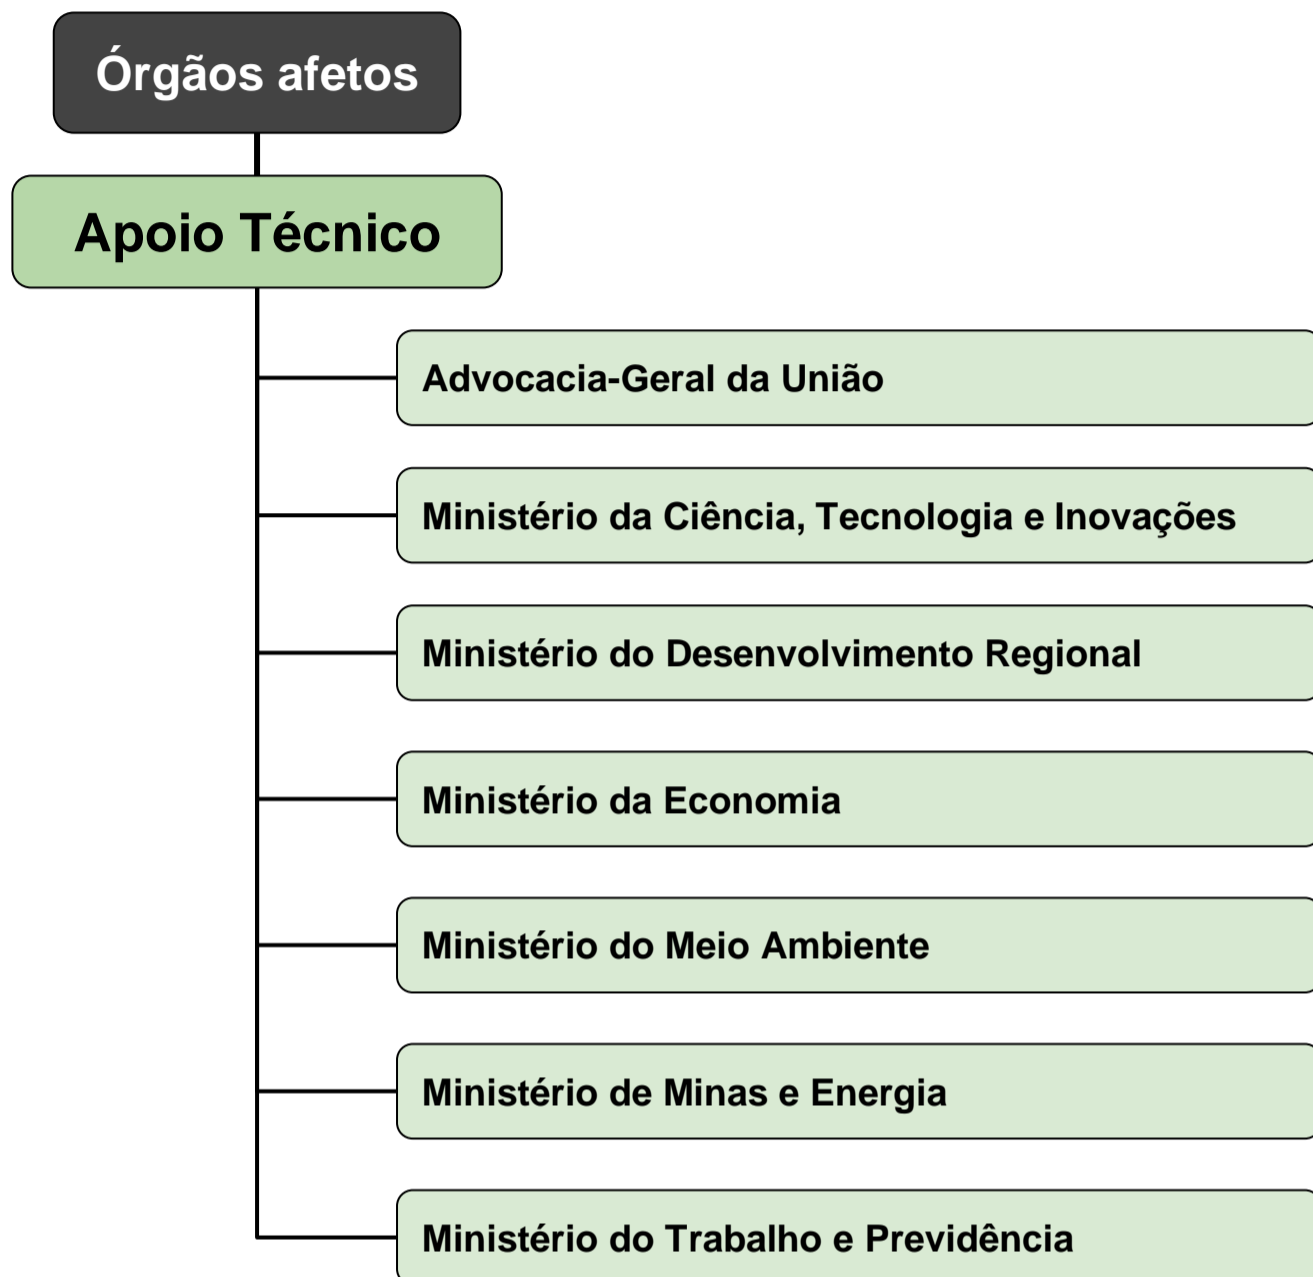 Órgãos afetos
Apoio Técnico
Advocacia-Geral da União
Ministério da Ciência, Tecnologia e Inovações
Ministério do Desenvolvimento Regional
Ministério da Economia
Ministério do Meio Ambiente
Ministério de Minas e Energia
Ministério do Trabalho e Previdência